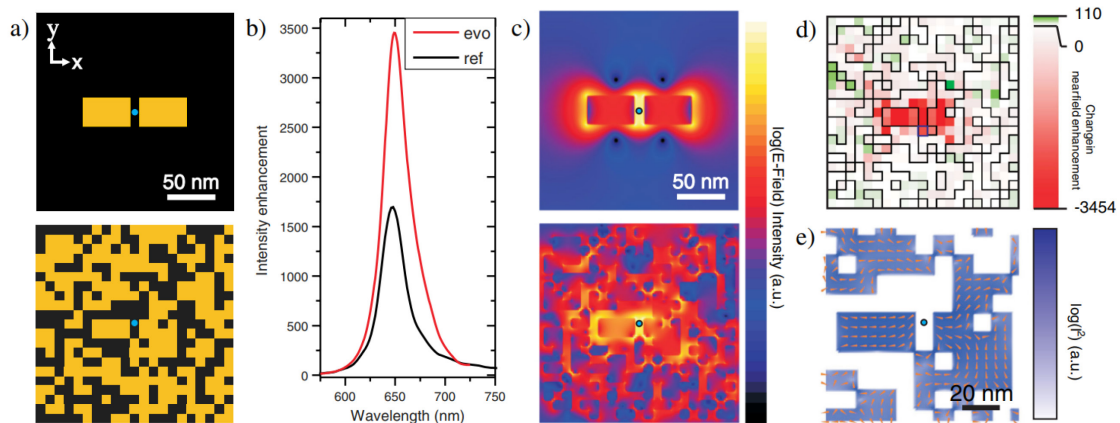 a)
y
x
50 nm
b)
Intensity enhancement
3500
3000
2500
2000
1500
1000
500
0
evo
ref
600
650
700
750
Wavelength (nm)
c)
50 nm
log(E-Field) Intensity (a.u.)
d)
110
0
Change in
nearfield enhancement
-3454
e)
20 nm
log(j²) (a.u.)